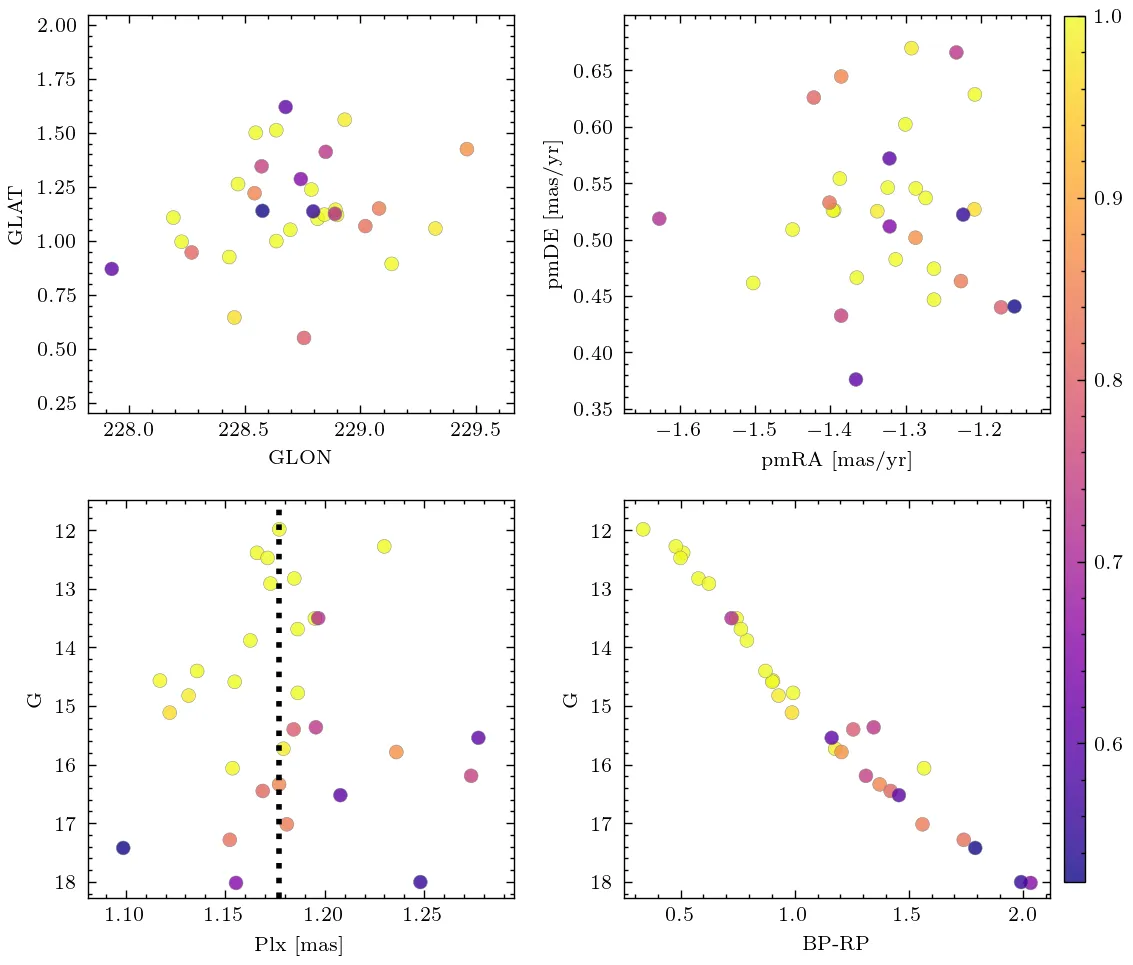 2.00
1.75
1.50
1.25
1.00
0.75
0.50
0.25
GLAT
228.0 228.5 229.0 229.5
GLON
0.65
0.60
0.55
0.50
0.45
0.40
0.35
pmDE [mas/yr]
−1.6 −1.5 −1.4 −1.3 −1.2
pmRA [mas/yr]
1.0
0.9
0.8
0.7
0.6
12
13
14
15
16
17
18
G
1.10 1.15 1.20 1.25
Plx [mas]
12
13
14
15
16
17
18
G
0.5 1.0 1.5 2.0
BP-RP